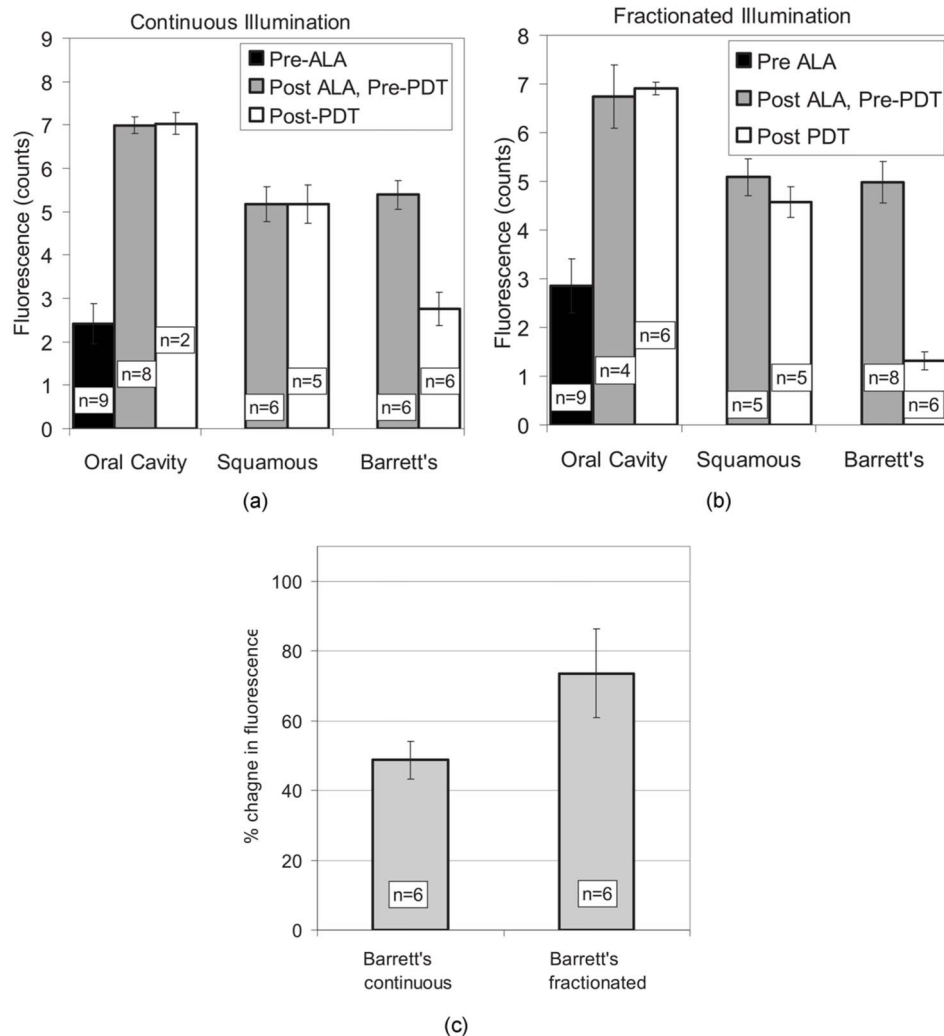 Continuous Illumination
Fluorescence (counts)
9
8
7
6
5
4
3
2
1
0
Pre-ALA
Post ALA, Pre-PDT
Post-PDT
n=9
n=8
n=2
n=6
n=5
n=6
n=6
Oral Cavity
Squamous
Barrett's
(a)
Fractionated Illumination
Fluorescence (counts)
8
7
6
5
4
3
2
1
0
Pre ALA
Post ALA, Pre-PDT
Post PDT
n=9
n=4
n=6
n=5
n=5
n=8
n=6
Oral Cavity
Squamous
Barrett's
(b)
% chagne in fluorescence
100
80
60
40
20
0
n=6
n=6
Barrett's
continuous
Barrett's
fractionated
(c)